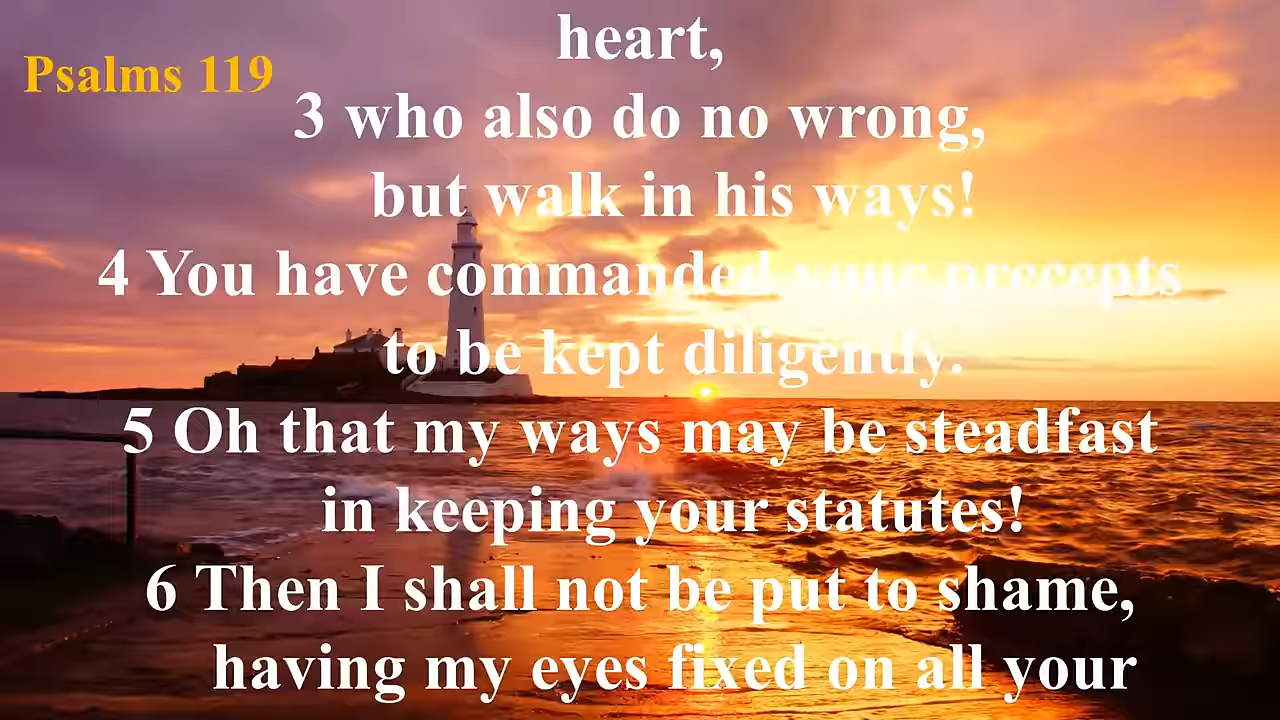 heart,
Psalms 119
3 who also do no wrong,
but walk in his ways!
4 You have commanded your precepts
to be kept diligently.
5 Oh that my ways may be steadfast
in keeping your statutes!
6 Then I shall not be put to shame,
having my eyes fixed on all your